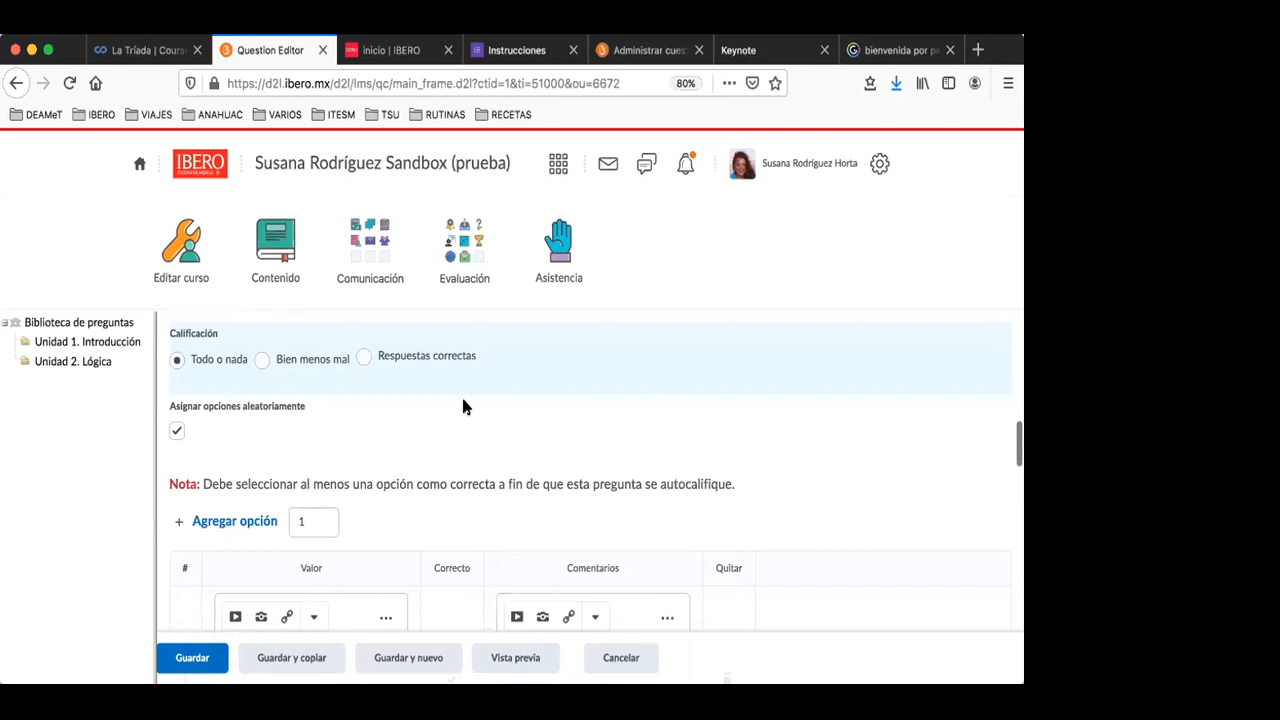 La Tríada | Cours
Question Editor
inicio | IBERO
Instrucciones
Administrar cues
Keynote
bienvenida por pa
https://d2l.ibero.mx/d2l/lms/qc/main_frame.d2l?ctid=1&ti=51000&ou=6672
80%
DEAMeT
IBERO
VIAJES
ANAHUAC
VARIOS
ITESM
TSU
RUTINAS
RECETAS
IBERO
Susana Rodríguez Sandbox (prueba)
Susana Rodríguez Horta
Editar curso
Contenido
Comunicación
Evaluación
Asistencia
Biblioteca de preguntas
Unidad 1. Introducción
Unidad 2. Lógica
Calificación
Todo o nada
Bien menos mal
Respuestas correctas
Asignar opciones aleatoriamente
Nota: Debe seleccionar al menos una opción como correcta a fin de que esta pregunta se autocalifique.
+ Agregar opción 1
# Valor Correcto Comentarios Quitar
Guardar
Guardar y copiar
Guardar y nuevo
Vista previa
Cancelar